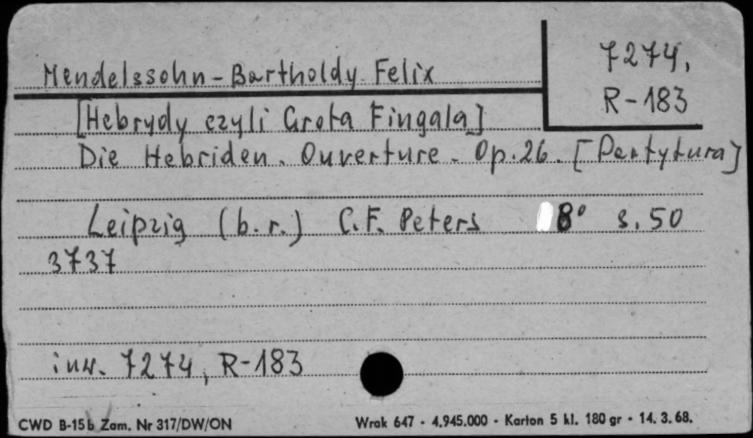 7274,
Mendelssohn-Bartholdy Felix
R-183
[Hebrydy czyli Grota Fingala]
Die Hebriden. Ouverture. Op. 26. [Partytura]
Leipzig (b.r.) C.F. Peters 8° s. 50
3737
inw. 7274, R-183
CWD B-15b Zam. Nr 317/DW/ON Wrak 647 - 4.945.000 - Karton 5 kl. 180 gr - 14. 3. 68.